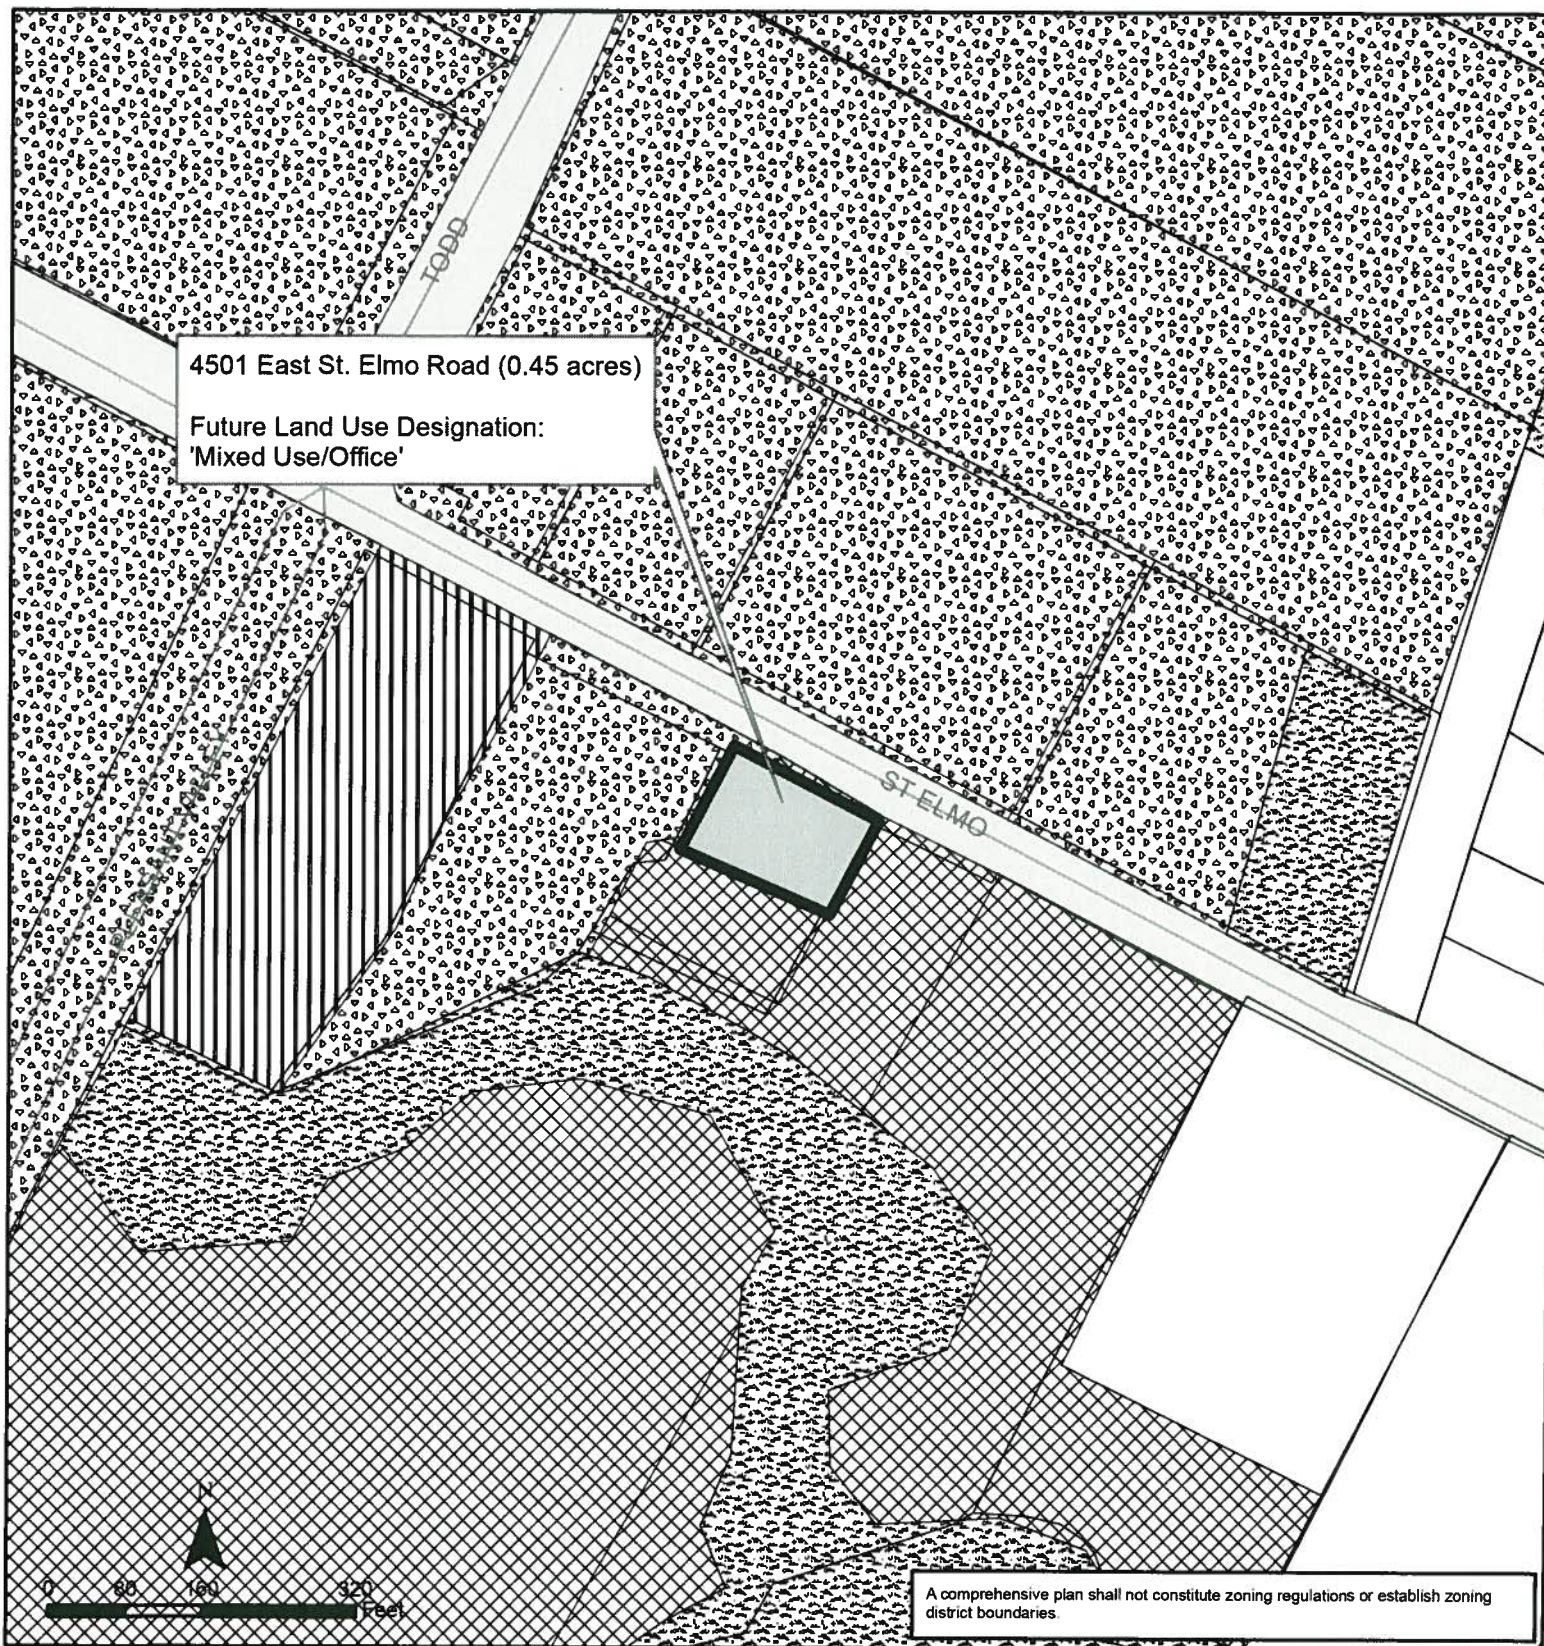 TODD
4501 East St. Elmo Road (0.45 acres)
Future Land Use Designation:
'Mixed Use/Office'
ST ELMO
N
0 80 160 320
Feet
A comprehensive plan shall not constitute zoning regulations or establish zoning
district boundaries.